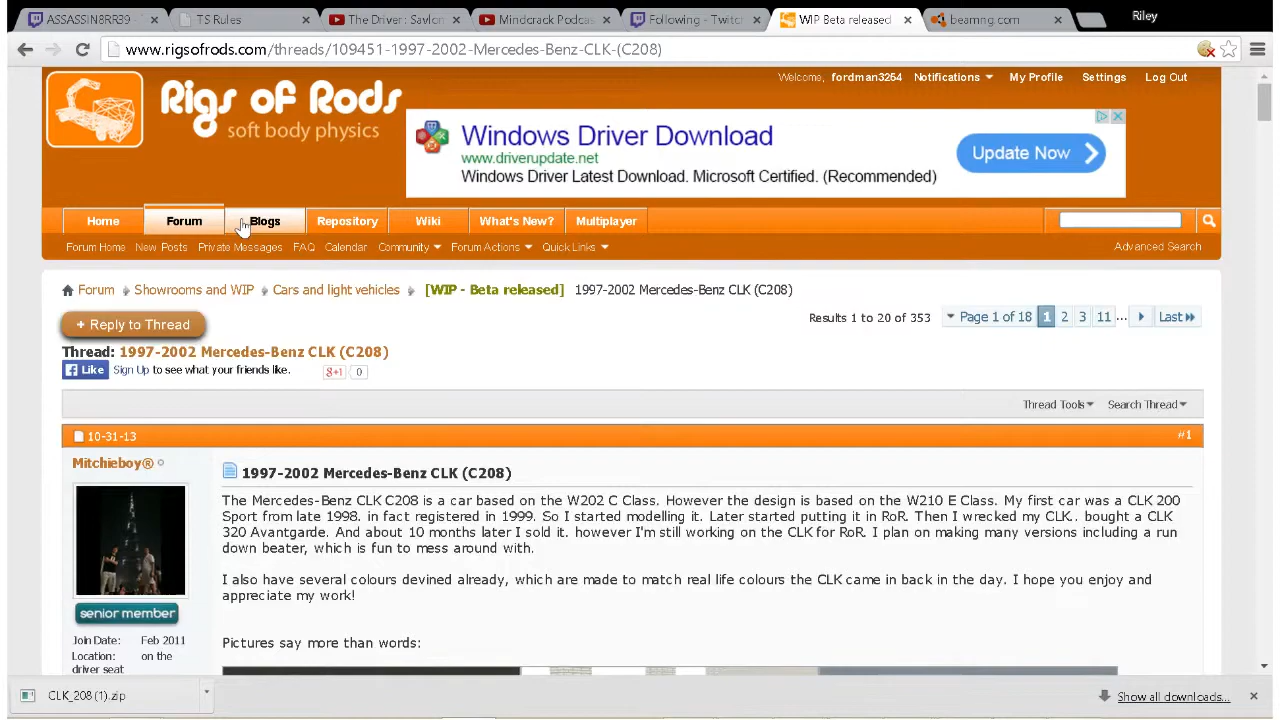 ASSASSIN8RR39 -
TS Rules
The Driver: Savlon
Mindcrack Podcas
Following - Twitch
WIP Beta released
beamng.com
Riley
www.rigsofrods.com/threads/109451-1997-2002-Mercedes-Benz-CLK-(C208)
Welcome, fordman3264 Notifications My Profile Settings Log Out
Rigs of Rods
soft body physics
Windows Driver Download
www.driverupdate.net
Windows Driver Latest Download. Microsoft Certified. (Recommended)
Update Now
Home Forum Blogs Repository Wiki What's New? Multiplayer
Forum Home New Posts Private Messages FAQ Calendar Community Forum Actions Quick Links Advanced Search
Forum Showrooms and WIP Cars and light vehicles [WIP - Beta released] 1997-2002 Mercedes-Benz CLK (C208)
+ Reply to Thread
Results 1 to 20 of 353 Page 1 of 18 1 2 3 11 ... Last
Thread: 1997-2002 Mercedes-Benz CLK (C208)
Like Sign Up to see what your friends like. g+1 0
Thread Tools Search Thread
10-31-13 #1
Mitchieboy®
senior member
Join Date: Feb 2011
Location: on the
driver seat
1997-2002 Mercedes-Benz CLK (C208)
The Mercedes-Benz CLK C208 is a car based on the W202 C Class. However the design is based on the W210 E Class. My first car was a CLK 200
Sport from late 1998. in fact registered in 1999. So I started modelling it. Later started putting it in RoR. Then I wrecked my CLK.. bought a CLK
320 Avantgarde. And about 10 months later I sold it. however I'm still working on the CLK for RoR. I plan on making many versions including a run
down beater, which is fun to mess around with.
I also have several colours devined already, which are made to match real life colours the CLK came in back in the day. I hope you enjoy and
appreciate my work!
Pictures say more than words:
CLK_208 (1).zip
Show all downloads...